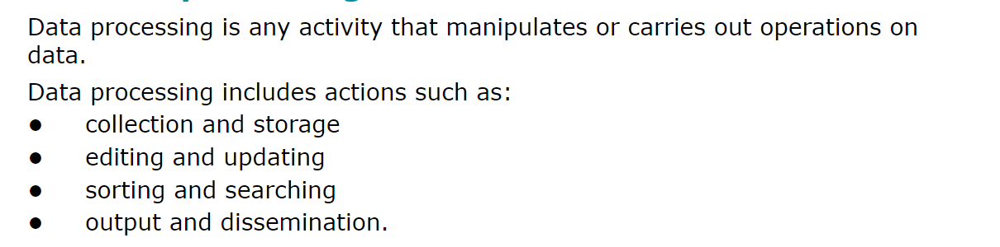 Data processing is any activity that manipulates or carries out operations on
data.
Data processing includes actions such as:
● collection and storage
● editing and updating
● sorting and searching
● output and dissemination.